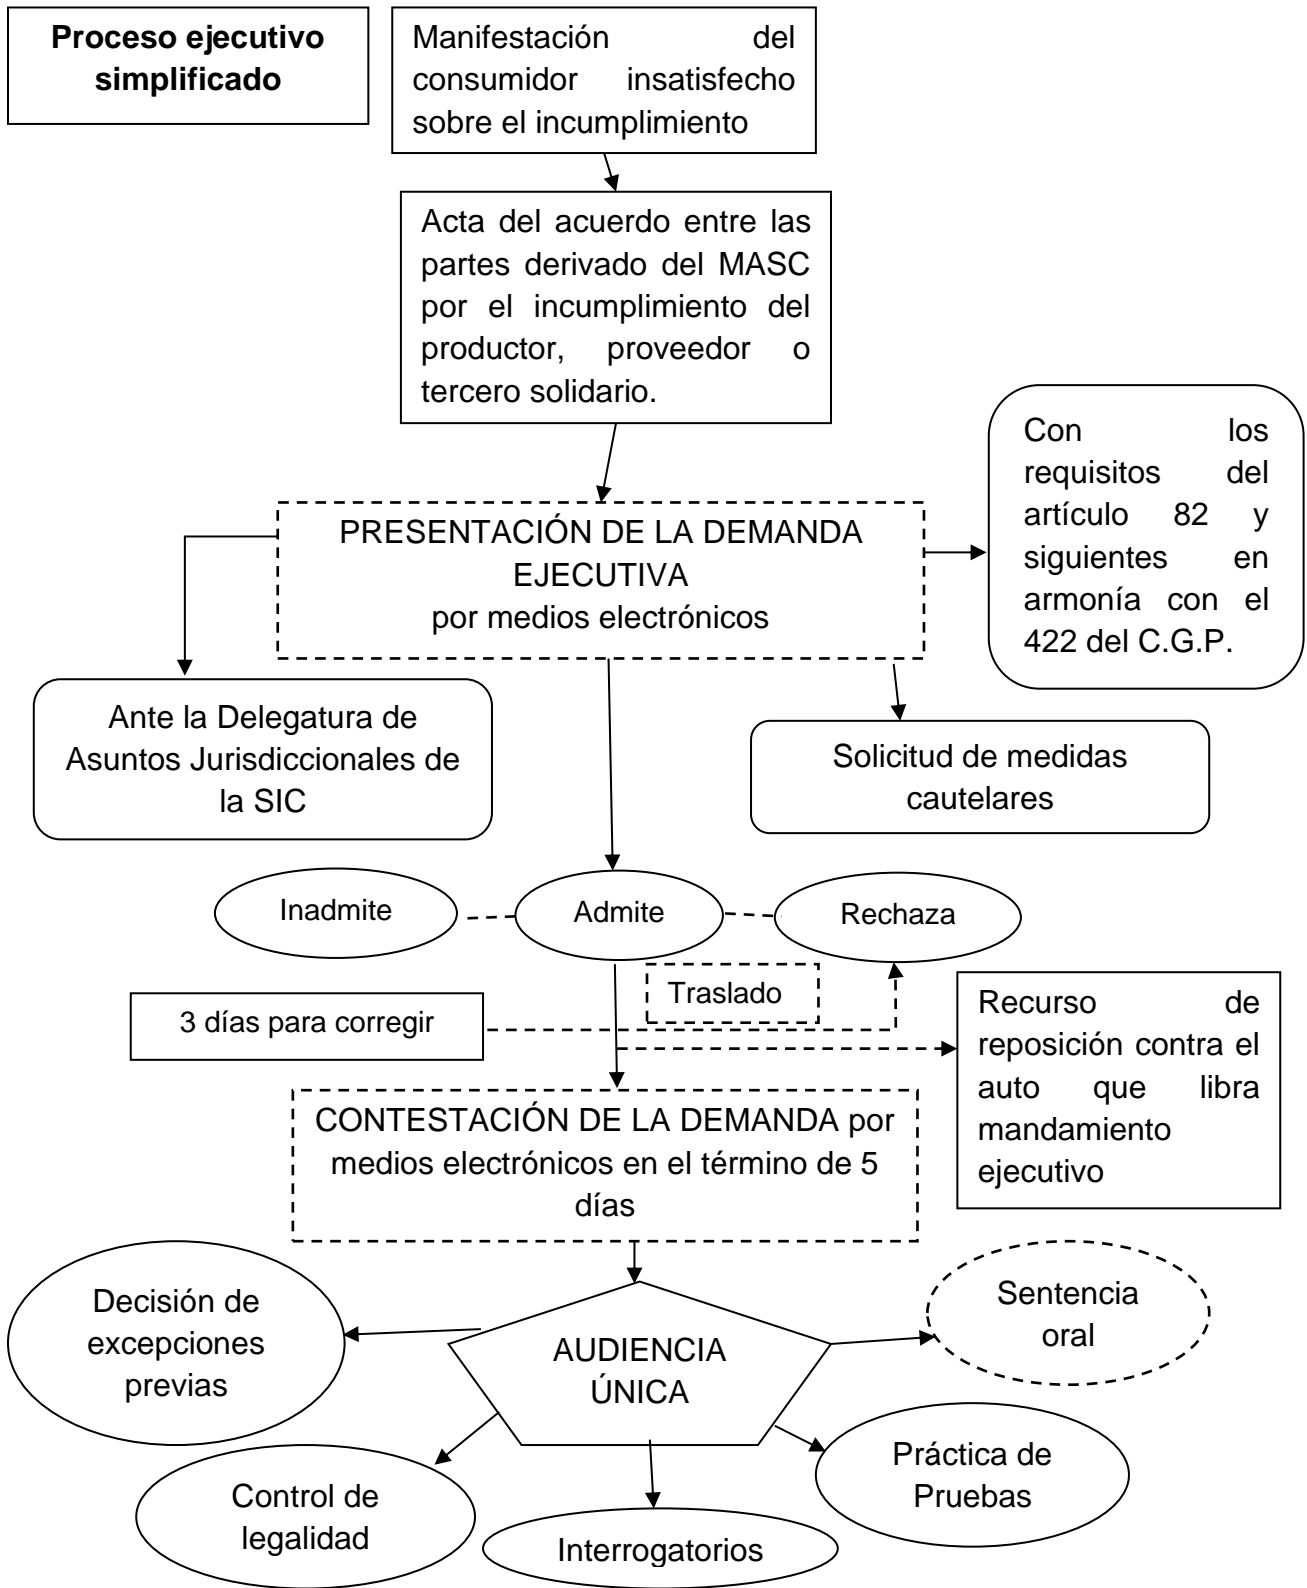 Proceso ejecutivo
simplificado
Manifestación del
consumidor insatisfecho
sobre el incumplimiento
Acta del acuerdo entre las
partes derivado del MASC
por el incumplimiento del
productor, proveedor o
tercero solidario.
Con los
requisitos del
artículo 82 y
siguientes en
armonía con el
422 del C.G.P.
PRESENTACIÓN DE LA DEMANDA
EJECUTIVA
por medios electrónicos
Ante la Delegatura de
Asuntos Jurisdiccionales de
la SIC
Solicitud de medidas
cautelares
Inadmite
Admite
Rechaza
Traslado
3 días para corregir
Recurso de
reposición contra el
auto que libra
mandamiento
ejecutivo
CONTESTACIÓN DE LA DEMANDA por
medios electrónicos en el término de 5
días
Decisión de
excepciones
previas
AUDIENCIA
ÚNICA
Sentencia
oral
Control de
legalidad
Interrogatorios
Práctica de
Pruebas